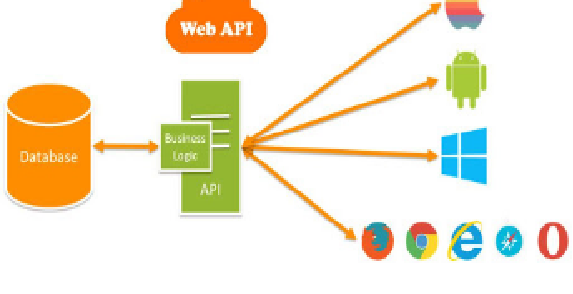 Web API
Database
Business
Logic
API